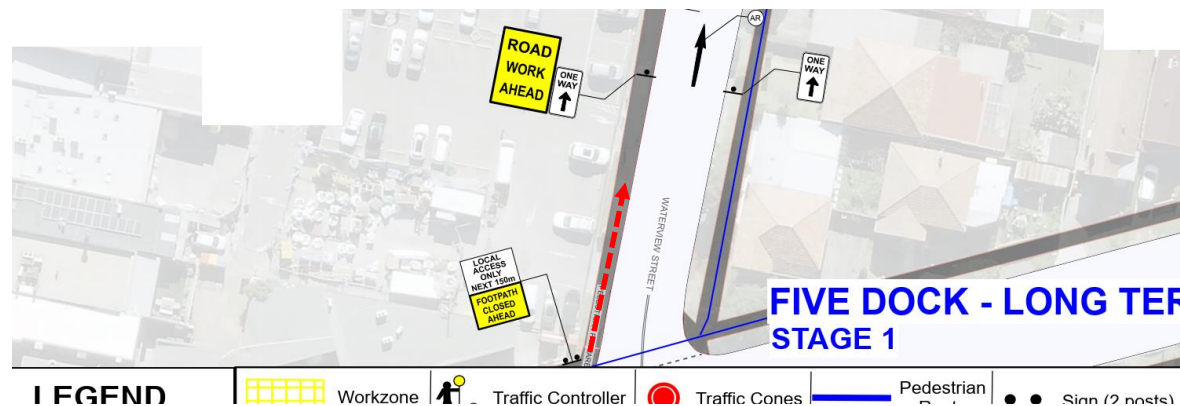 AR
ROAD
WORK
AHEAD
ONE
WAY
ONE
WAY
WATERVIEW STREET
LOCAL
ACCESS
ONLY
NEXT 150m
FOOTPATH
CLOSED
AHEAD
FIVE DOCK - LONG TER
STAGE 1
LEGEND
Workzone
Traffic Controller
Traffic Cones
Pedestrian
Sign (2 posts)